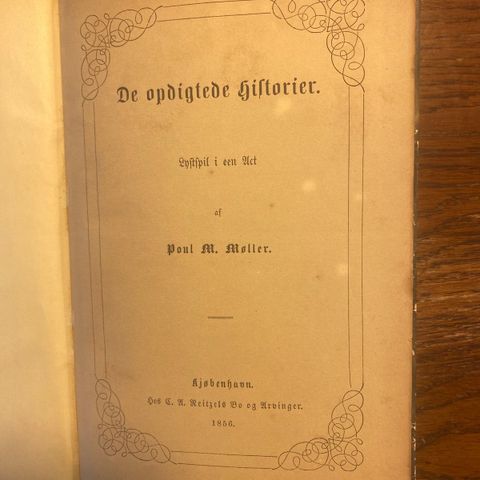 De opdigtede Historier.
Lystspil i een Act
af
Poul M. Møller.
Kjøbenhavn.
Hos C. A. Reitzels Bo og Arvinger.
1856.